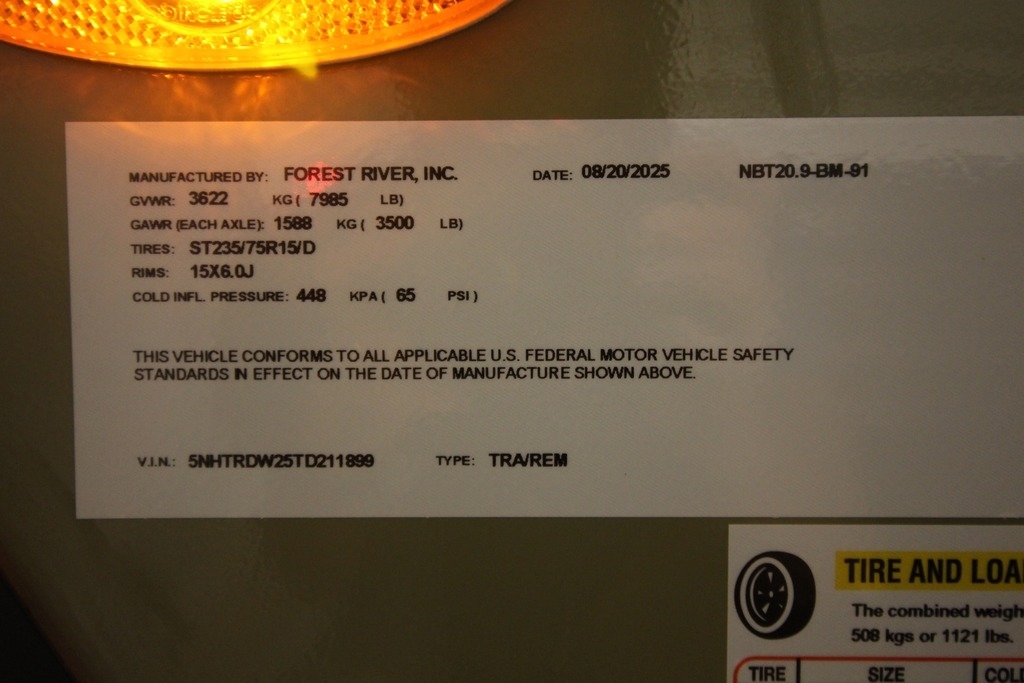 MANUFACTURED BY: FOREST RIVER, INC. DATE: 08/20/2025 NBT20.9-BM-91
GVWR: 3622 KG ( 7985 LB)
GAWR (EACH AXLE): 1588 KG ( 3500 LB)
TIRES: ST235/75R15/D
RIMS: 15X6.0J
COLD INFL. PRESSURE: 448 KPA ( 65 PSI )
THIS VEHICLE CONFORMS TO ALL APPLICABLE U.S. FEDERAL MOTOR VEHICLE SAFETY
STANDARDS IN EFFECT ON THE DATE OF MANUFACTURE SHOWN ABOVE.
V.I.N.: 5NHTRDW25TD211899 TYPE: TRA/REM
TIRE AND LOA
The combined weigh
508 kgs or 1121 lbs.
TIRE SIZE COL